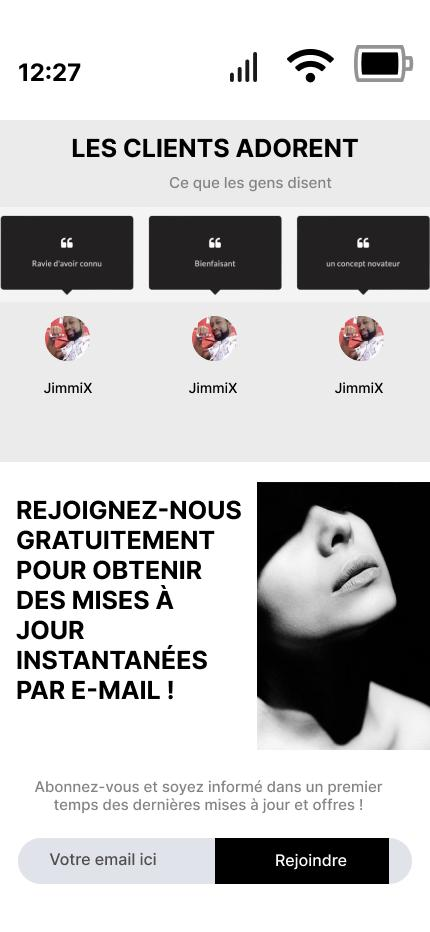 12:27
LES CLIENTS ADORENT
Ce que les gens disent
Ravie d'avoir connu
Bienfaisant
un concept novateur
JimmiX
JimmiX
JimmiX
REJOIGNEZ-NOUS
GRATUITEMENT
POUR OBTENIR
DES MISES À
JOUR
INSTANTANÉES
PAR E-MAIL !
Abonnez-vous et soyez informé dans un premier
temps des dernières mises à jour et offres !
Votre email ici
Rejoindre